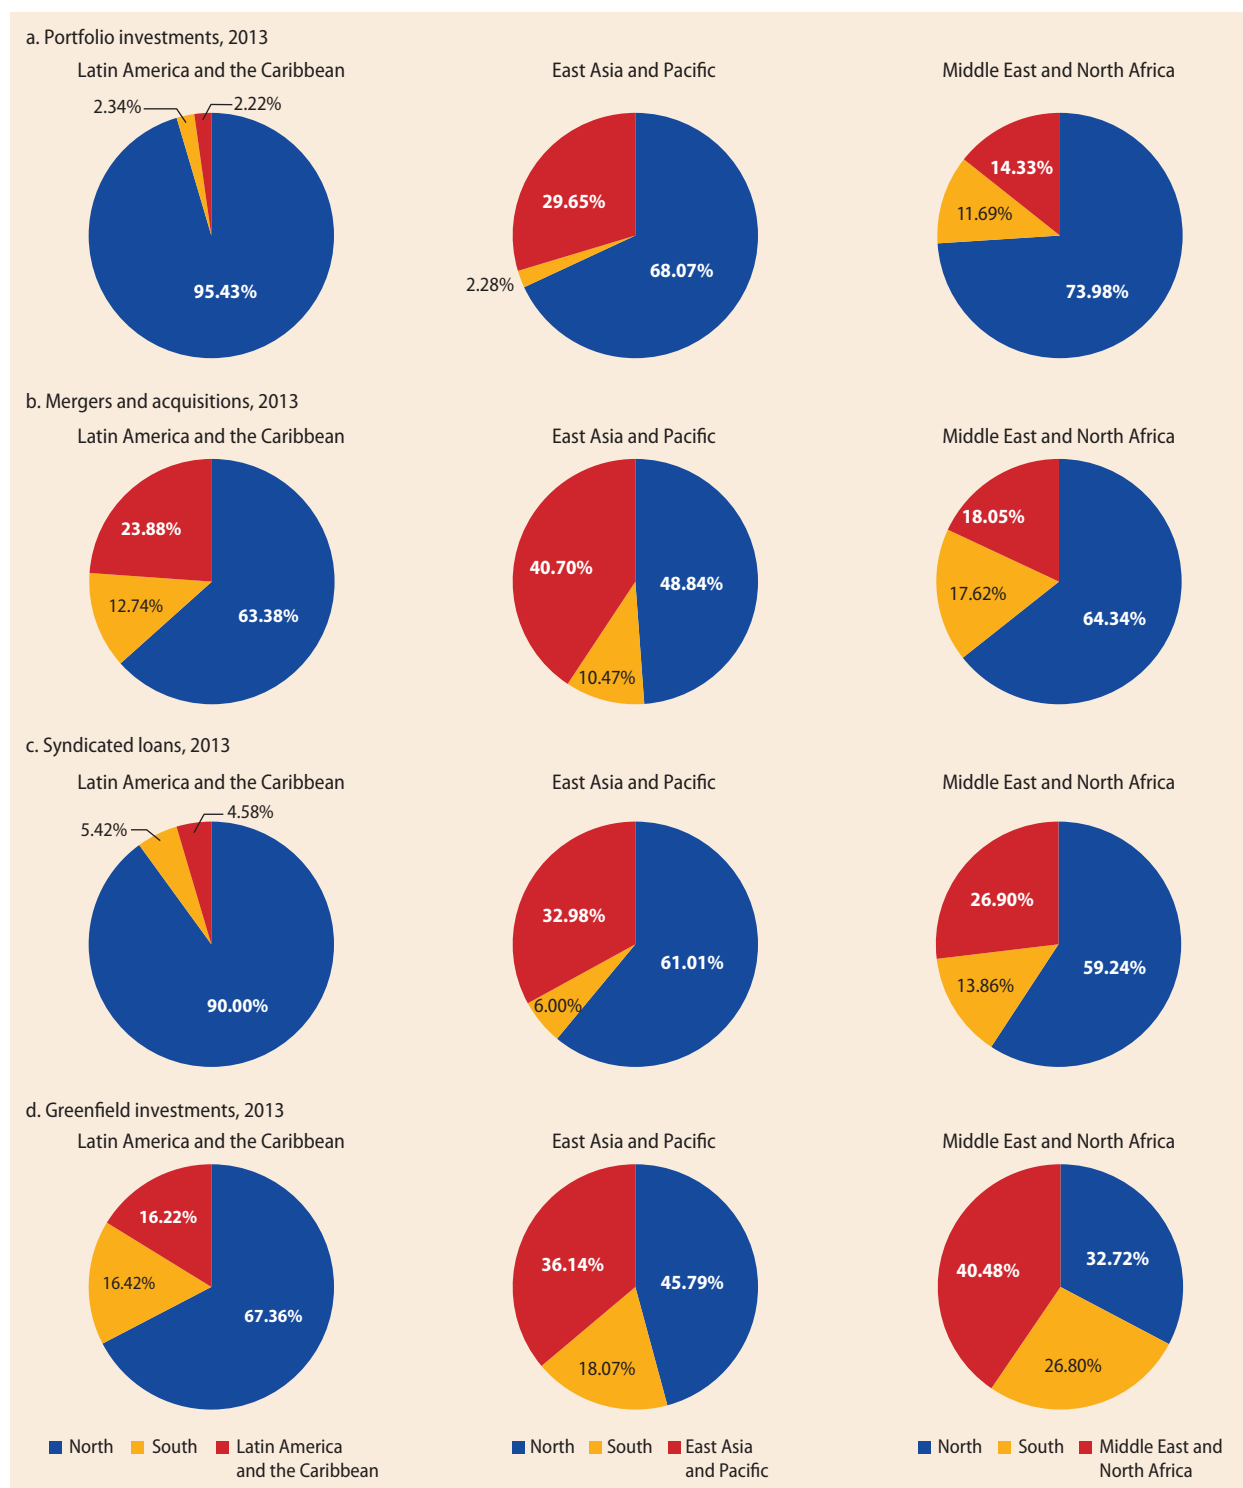 a. Portfolio investments, 2013
Latin America and the Caribbean
East Asia and Pacific
Middle East and North Africa
2.34%
2.22%
95.43%
29.65%
2.28%
68.07%
14.33%
11.69%
73.98%
b. Mergers and acquisitions, 2013
Latin America and the Caribbean
East Asia and Pacific
Middle East and North Africa
23.88%
12.74%
63.38%
40.70%
48.84%
10.47%
18.05%
17.62%
64.34%
c. Syndicated loans, 2013
Latin America and the Caribbean
East Asia and Pacific
Middle East and North Africa
5.42%
4.58%
90.00%
32.98%
6.00%
61.01%
26.90%
13.86%
59.24%
d. Greenfield investments, 2013
Latin America and the Caribbean
East Asia and Pacific
Middle East and North Africa
16.22%
16.42%
67.36%
36.14%
45.79%
18.07%
40.48%
32.72%
26.80%
North South Latin America
and the Caribbean
North South East Asia
and Pacific
North South Middle East and
North Africa